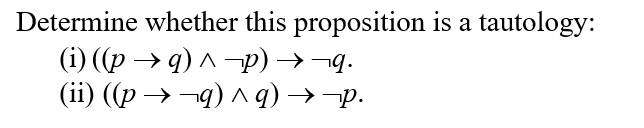 Determine whether this proposition is a tautology:
(i) ((p → q) ∧ ¬p) → ¬q.
(ii) ((p → ¬q) ∧ q) → ¬p.